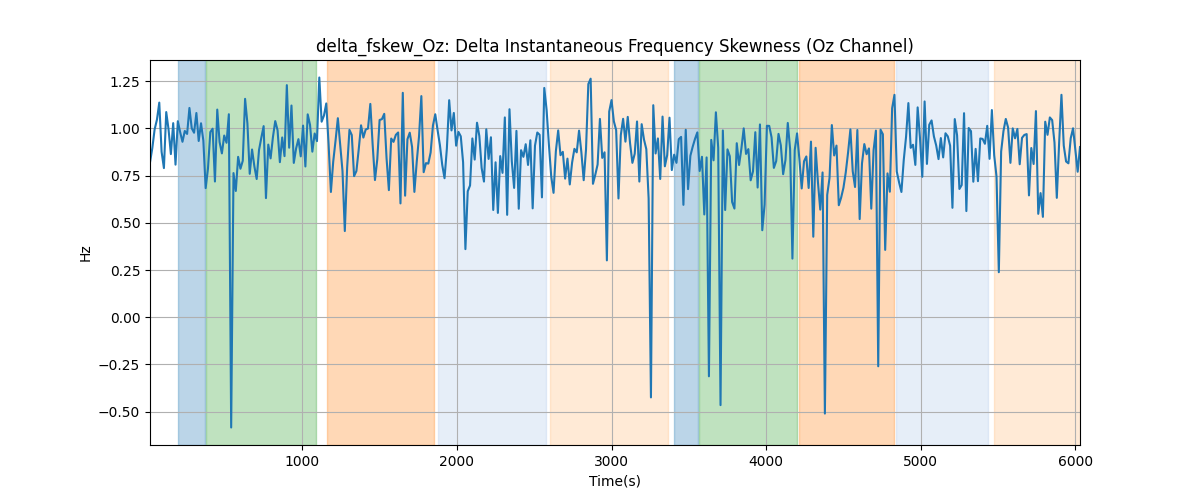 delta_fskew_Oz: Delta Instantaneous Frequency Skewness (Oz Channel)
1.25
1.00
0.75
0.50
0.25
0.00
−0.25
−0.50
Hz
1000 2000 3000 4000 5000 6000
Time(s)